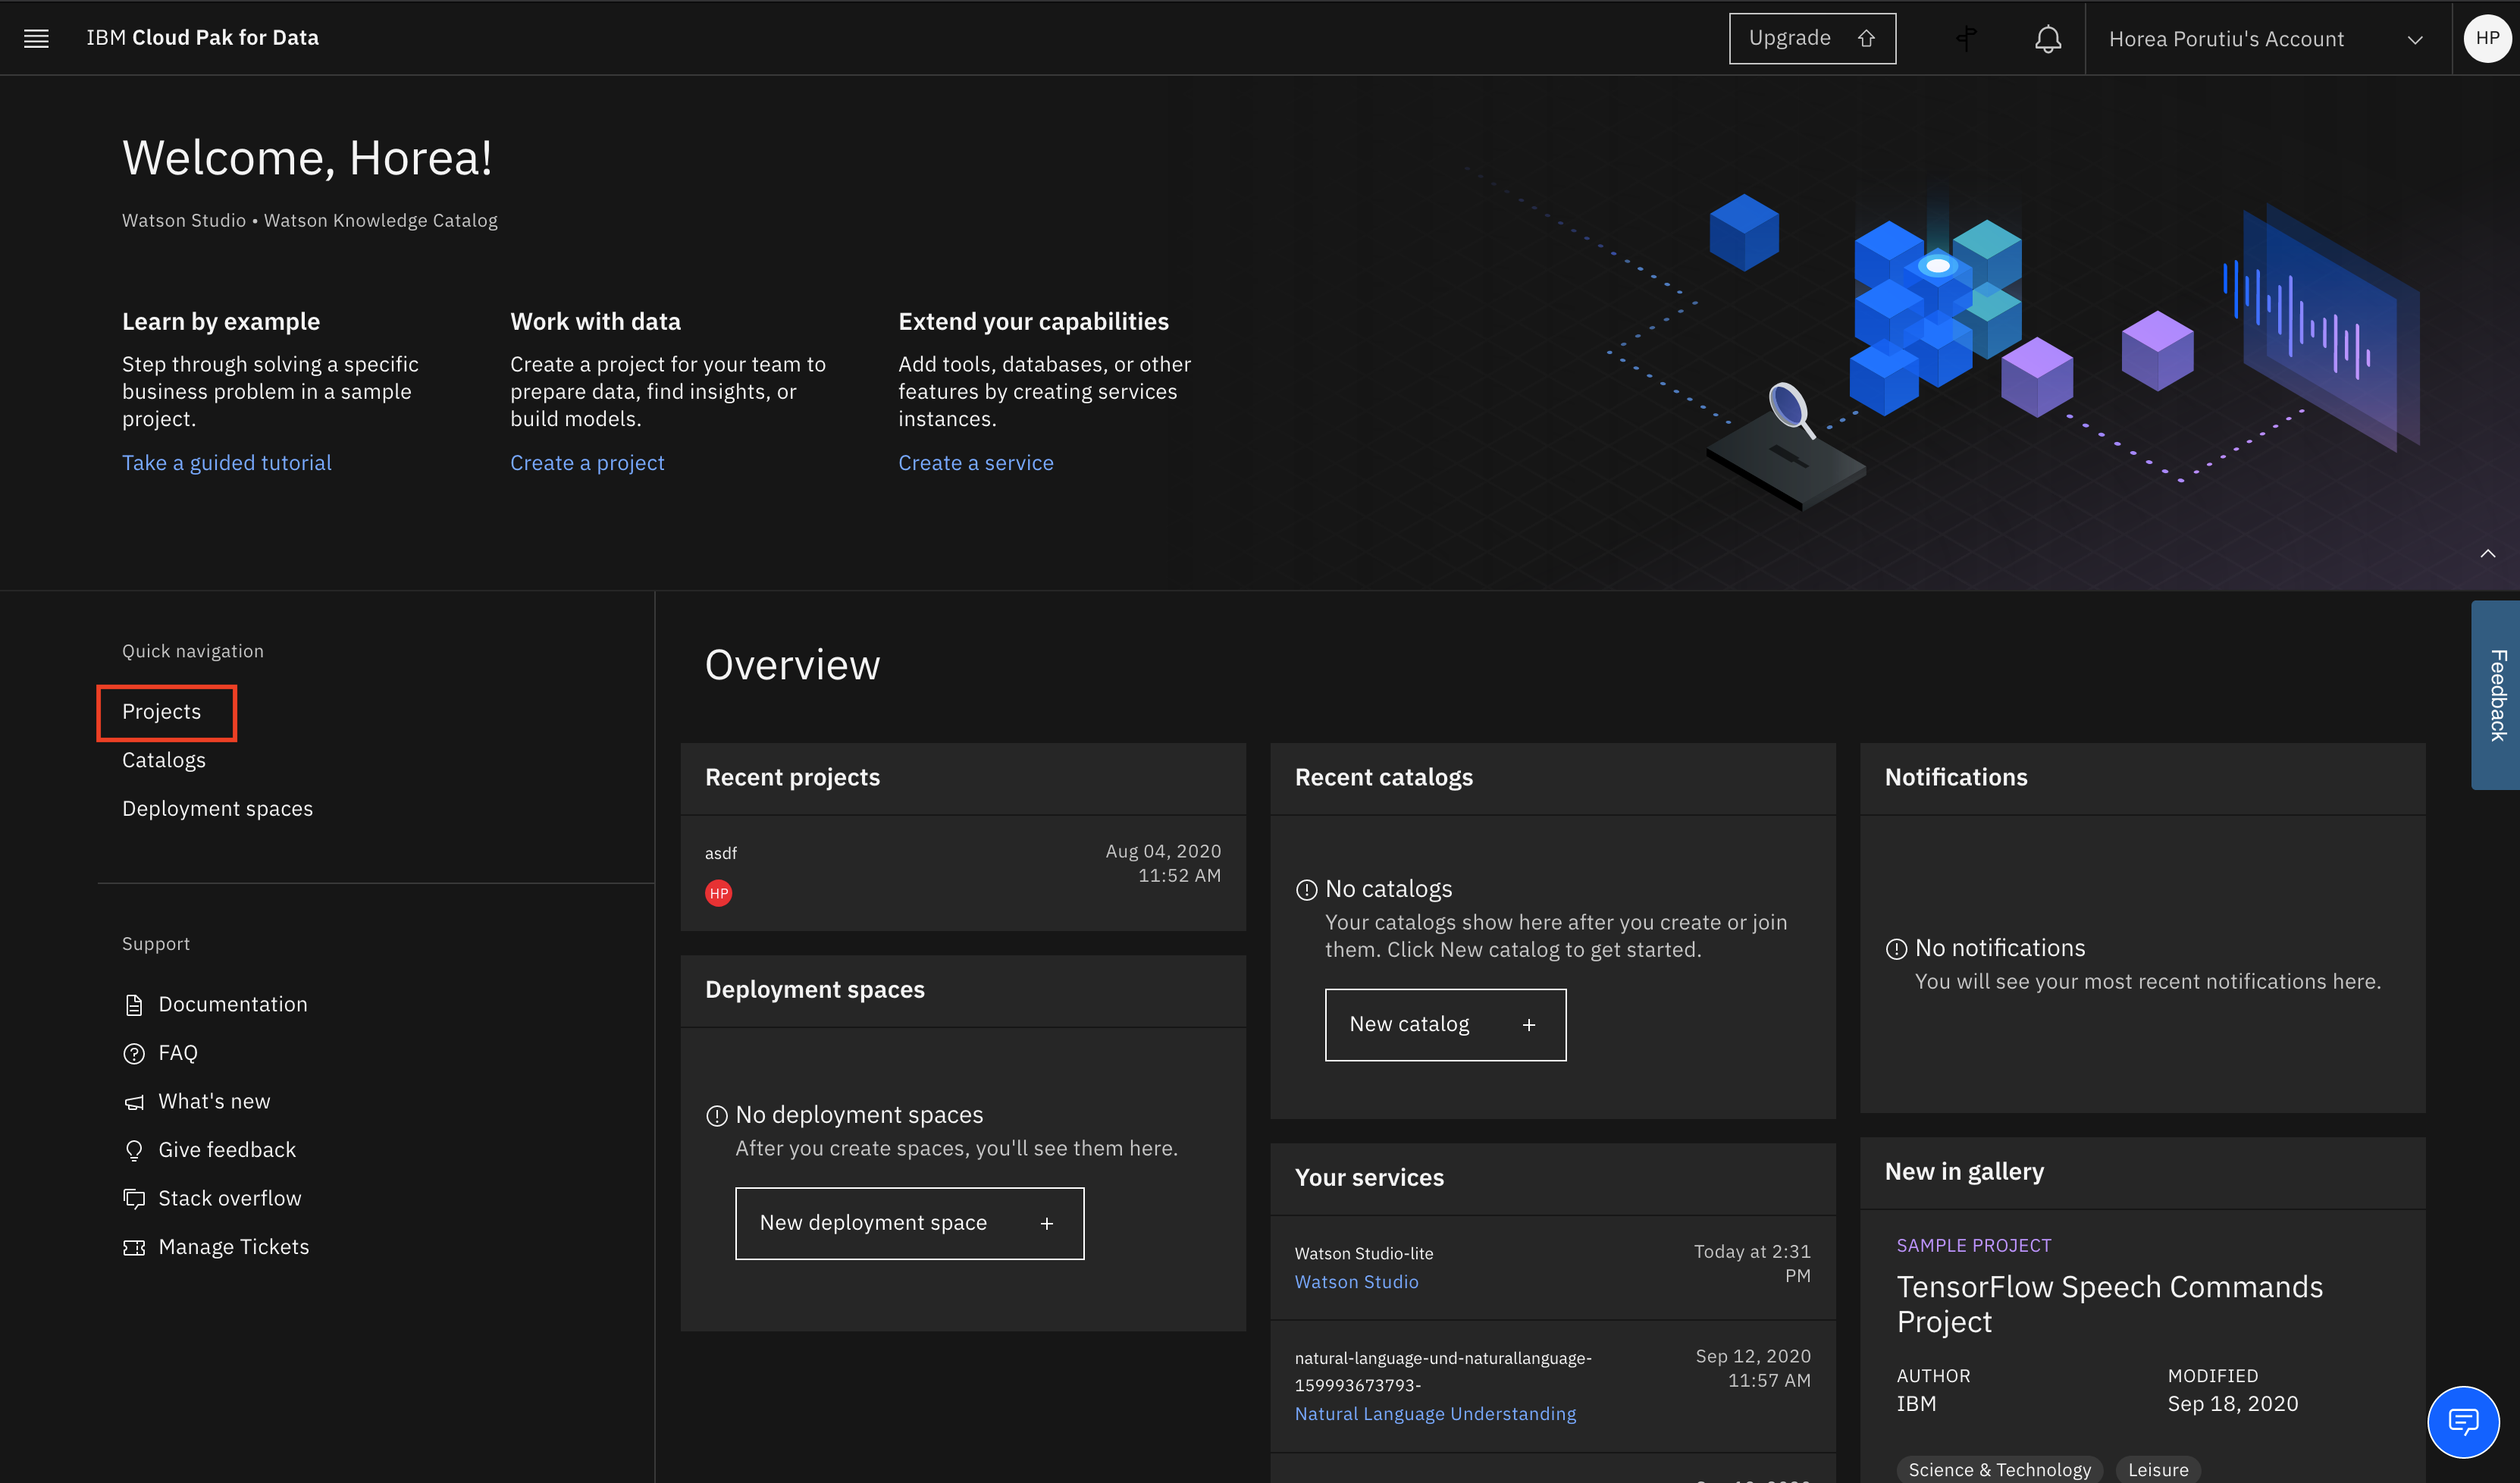 IBM Cloud Pak for Data
Upgrade
Horea Porutiu's Account
HP
Welcome, Horea!
Watson Studio • Watson Knowledge Catalog
Learn by example
Step through solving a specific
business problem in a sample
project.
Take a guided tutorial
Work with data
Create a project for your team to
prepare data, find insights, or
build models.
Create a project
Extend your capabilities
Add tools, databases, or other
features by creating services
instances.
Create a service
Feedback
Quick navigation
Projects
Catalogs
Deployment spaces
Support
Documentation
FAQ
What's new
Give feedback
Stack overflow
Manage Tickets
Overview
Recent projects
asdf
Aug 04, 2020
11:52 AM
HP
Deployment spaces
No deployment spaces
After you create spaces, you'll see them here.
New deployment space +
Recent catalogs
No catalogs
Your catalogs show here after you create or join
them. Click New catalog to get started.
New catalog +
Your services
Watson Studio-lite
Watson Studio
Today at 2:31
PM
natural-language-und-naturallanguage-
159993673793-
Natural Language Understanding
Sep 12, 2020
11:57 AM
Notifications
No notifications
You will see your most recent notifications here.
New in gallery
SAMPLE PROJECT
TensorFlow Speech Commands
Project
AUTHOR
IBM
MODIFIED
Sep 18, 2020
Science & Technology
Leisure